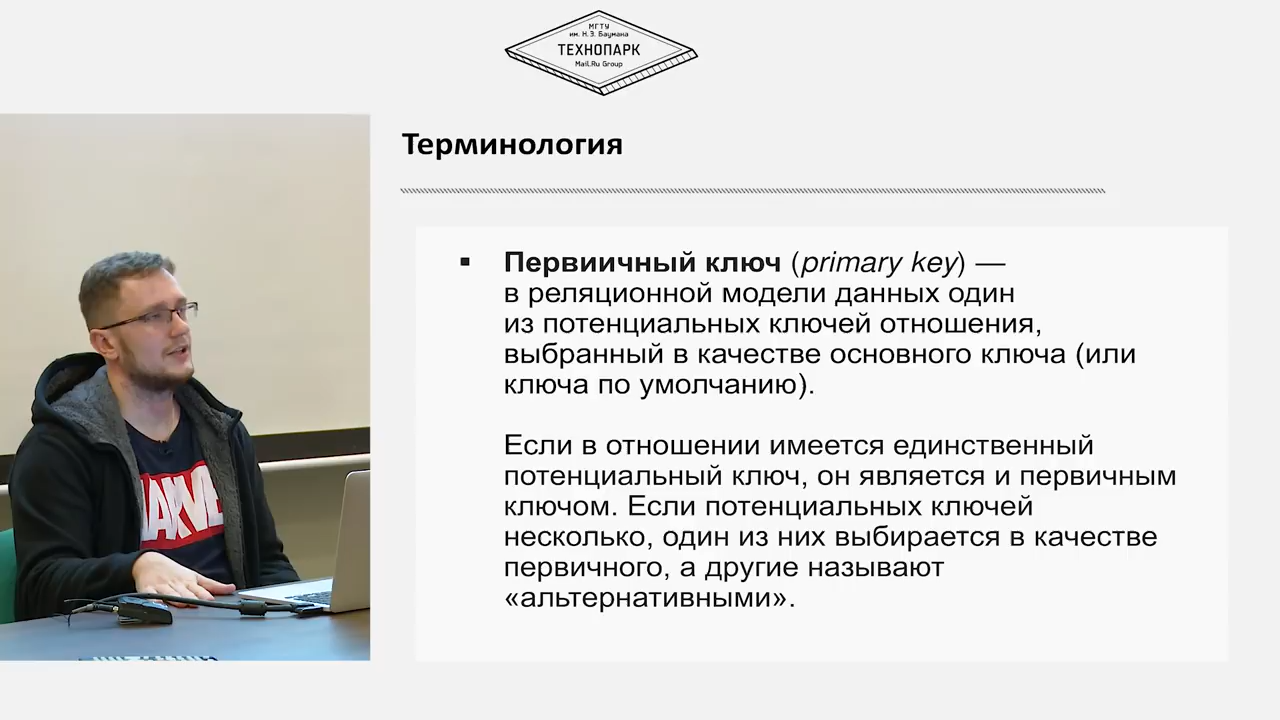 МГТУ
им. Н.Э. Баумана
ТЕХНОПАРК
Mail.Ru Group
Терминология
▪ Первиичный ключ (primary key) —
в реляционной модели данных один
из потенциальных ключей отношения,
выбранный в качестве основного ключа (или
ключа по умолчанию).
Если в отношении имеется единственный
потенциальный ключ, он является и первичным
ключом. Если потенциальных ключей
несколько, один из них выбирается в качестве
первичного, а другие называют
«альтернативными».
MARVEL